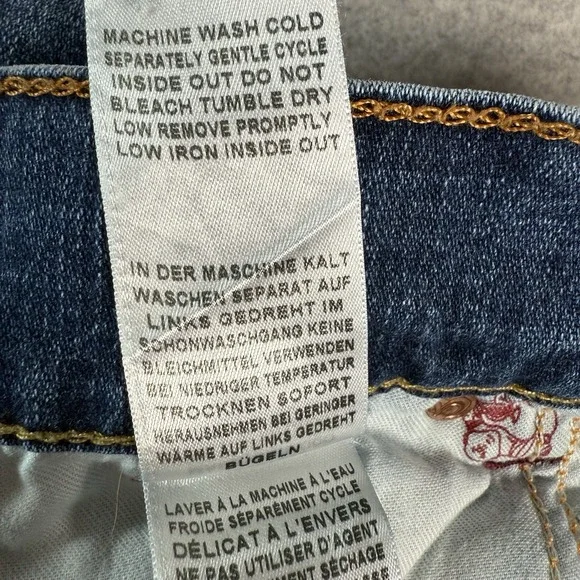 MACHINE WASH COLD
SEPARATELY GENTLE CYCLE
INSIDE OUT DO NOT
BLEACH TUMBLE DRY
LOW REMOVE PROMPTLY
LOW IRON INSIDE OUT
IN DER MASCHINE KALT
WASCHEN SEPARAT AUF
LINKS GEDREHT IM
SCHONWASCHGANG KEINE
BLEICHMITTEL VERWENDEN
BEI NIEDRIGER TEMPERATUR
TROCKNEN SOFORT
HERAUSNEHMEN BEI GERINGER
WÄRME AUF LINKS GEDREHT
BÜGELN
LAVER À LA MACHINE À L'EAU
FROIDE SÉPARÉMENT CYCLE
DÉLICAT À L'ENVERS
NE PAS UTILISER D'AGENT
SÉCHAGE